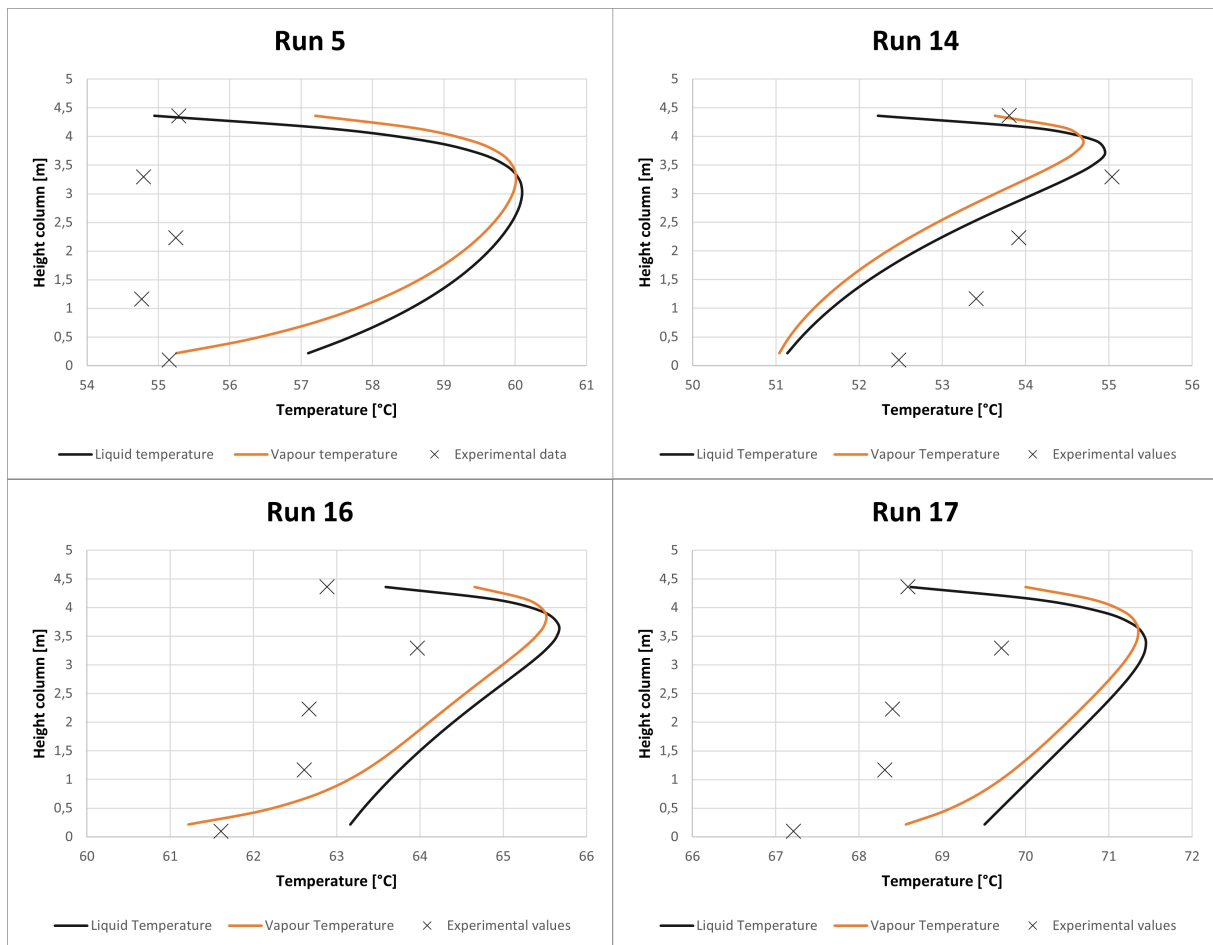 Run 5
5
4,5
4
3,5
3
2,5
2
1,5
1
0,5
0
Height column [m]
54 55 56 57 58 59 60 61
Temperature [°C]
Liquid temperature Vapour temperature Experimental data
Run 14
5
4,5
4
3,5
3
2,5
2
1,5
1
0,5
0
Height column [m]
50 51 52 53 54 55 56
Temperature [°C]
Liquid Temperature Vapour Temperature Experimental values
Run 16
5
4,5
4
3,5
3
2,5
2
1,5
1
0,5
0
Height column [m]
60 61 62 63 64 65 66
Temperature [°C]
Liquid Temperature Vapour Temperature Experimental values
Run 17
5
4,5
4
3,5
3
2,5
2
1,5
1
0,5
0
Height column [m]
66 67 68 69 70 71 72
Temperature [°C]
Liquid Temperature Vapour Temperature Experimental values